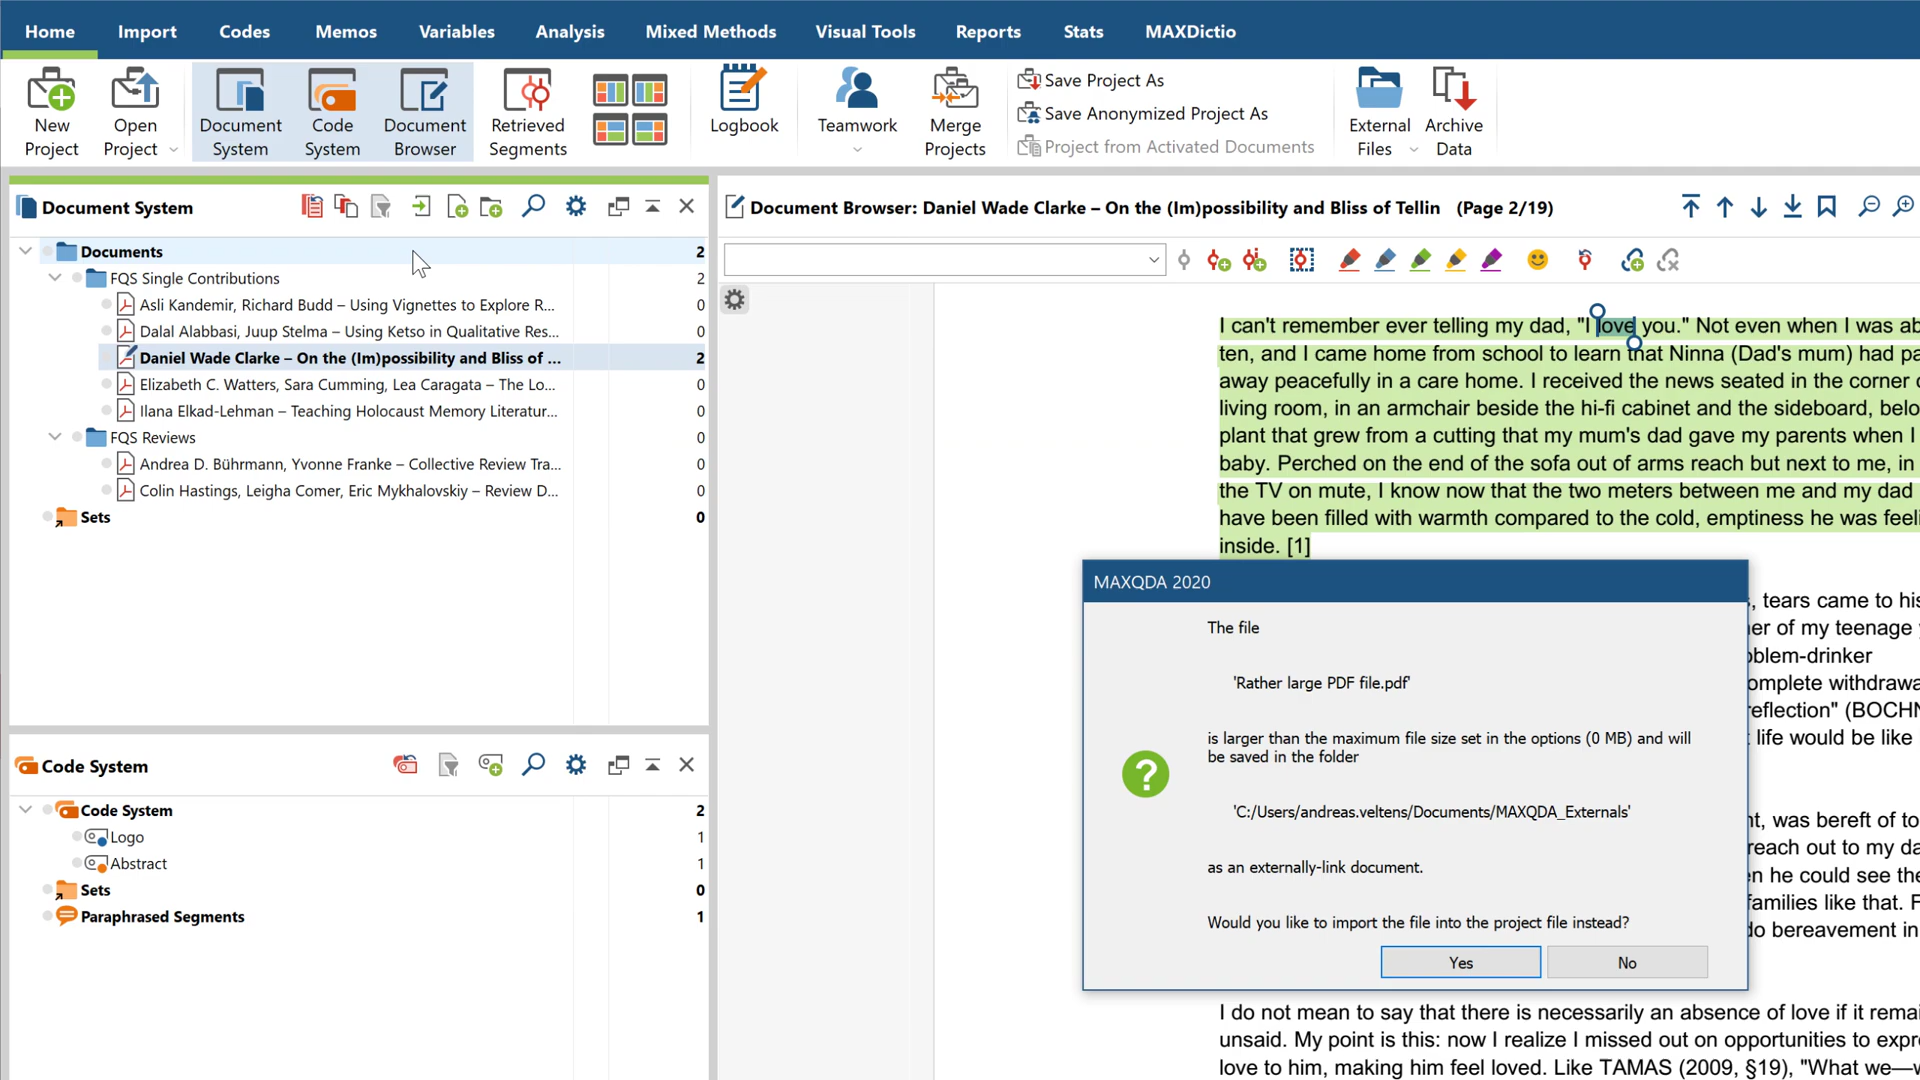 Home Import Codes Memos Variables Analysis Mixed Methods Visual Tools Reports Stats MAXDictio
New Project
Open Project
Document System
Code System
Document Browser
Retrieved Segments
Logbook
Teamwork
Merge Projects
Save Project As
Save Anonymized Project As
Project from Activated Documents
External Files
Archive Data
Document System
Documents 2
FQS Single Contributions 2
Asli Kandemir, Richard Budd – Using Vignettes to Explore R... 0
Dalal Alabbasi, Juup Stelma – Using Ketso in Qualitative Res... 0
Daniel Wade Clarke – On the (Im)possibility and Bliss of ... 2
Elizabeth C. Watters, Sara Cumming, Lea Caragata – The Lo... 0
Ilana Elkad-Lehman – Teaching Holocaust Memory Literatur... 0
FQS Reviews 0
Andrea D. Bührmann, Yvonne Franke – Collective Review Tra... 0
Colin Hastings, Leigha Comer, Eric Mykhalovskiy – Review D... 0
Sets 0
Code System
Code System 2
Logo 1
Abstract 1
Sets 0
Paraphrased Segments 1
Document Browser: Daniel Wade Clarke – On the (Im)possibility and Bliss of Tellin (Page 2/19)
I can't remember ever telling my dad, "I love you." Not even when I was ab
ten, and I came home from school to learn that Ninna (Dad's mum) had pa
away peacefully in a care home. I received the news seated in the corner
living room, in an armchair beside the hi-fi cabinet and the sideboard, belo
plant that grew from a cutting that my mum's dad gave my parents when I
baby. Perched on the end of the sofa out of arms reach but next to me, in
the TV on mute, I know now that the two meters between me and my dad
have been filled with warmth compared to the cold, emptiness he was feeli
inside. [1]
, tears came to his
ner of my teenage
oblem-drinker
omplete withdrawa
reflection" (BOCHN
t life would be like
nt, was bereft of to
reach out to my da
en he could see the
families like that. F
do bereavement in
I do not mean to say that there is necessarily an absence of love if it remai
unsaid. My point is this: now I realize I missed out on opportunities to expr
love to him, making him feel loved. Like TAMAS (2009, §19), "What we—w
MAXQDA 2020
The file
'Rather large PDF file.pdf'
is larger than the maximum file size set in the options (0 MB) and will
be saved in the folder
'C:/Users/andreas.veltens/Documents/MAXQDA_Externals'
as an externally-link document.
Would you like to import the file into the project file instead?
Yes No